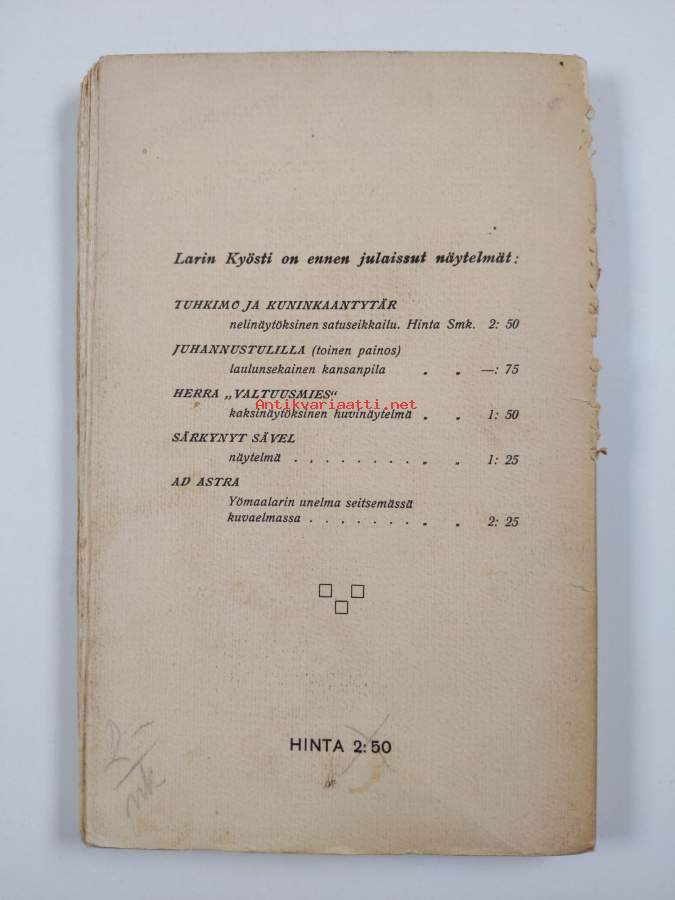 Larin Kyösti on ennen julaissut näytelmät:
TUHKIMO JA KUNINKAANTYTÄR
nelinäytöksinen satuseikkailu. Hinta Smk. 2: 50
JUHANNUSTULILLA (toinen painos)
laulunsekainen kansanpila „ „ —: 75
HERRA „VALTUUSMIES“
Antikvariaatti.net
kaksinäytöksinen huvinäytelmä „ „ 1: 50
SÄRKYNYT SÄVEL
näytelmä . . . . . . . . . „ „ 1: 25
AD ASTRA
Yömaalarin unelma seitsemässä
kuvaelmassa . . . . . . . . „ „ 2: 25
HINTA 2:50
2-
mk